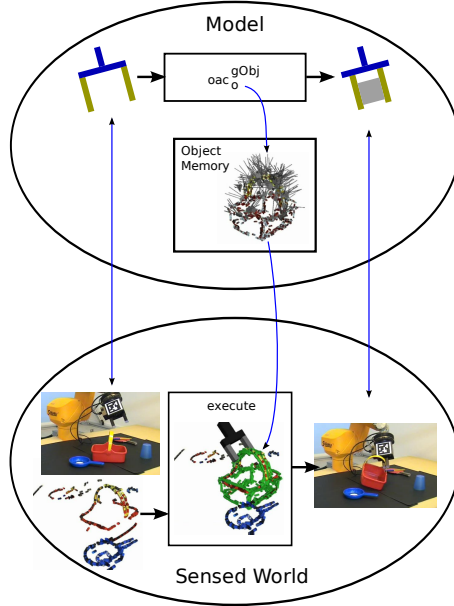 Model
oac gObj o
Object
Memory
execute
Sensed World